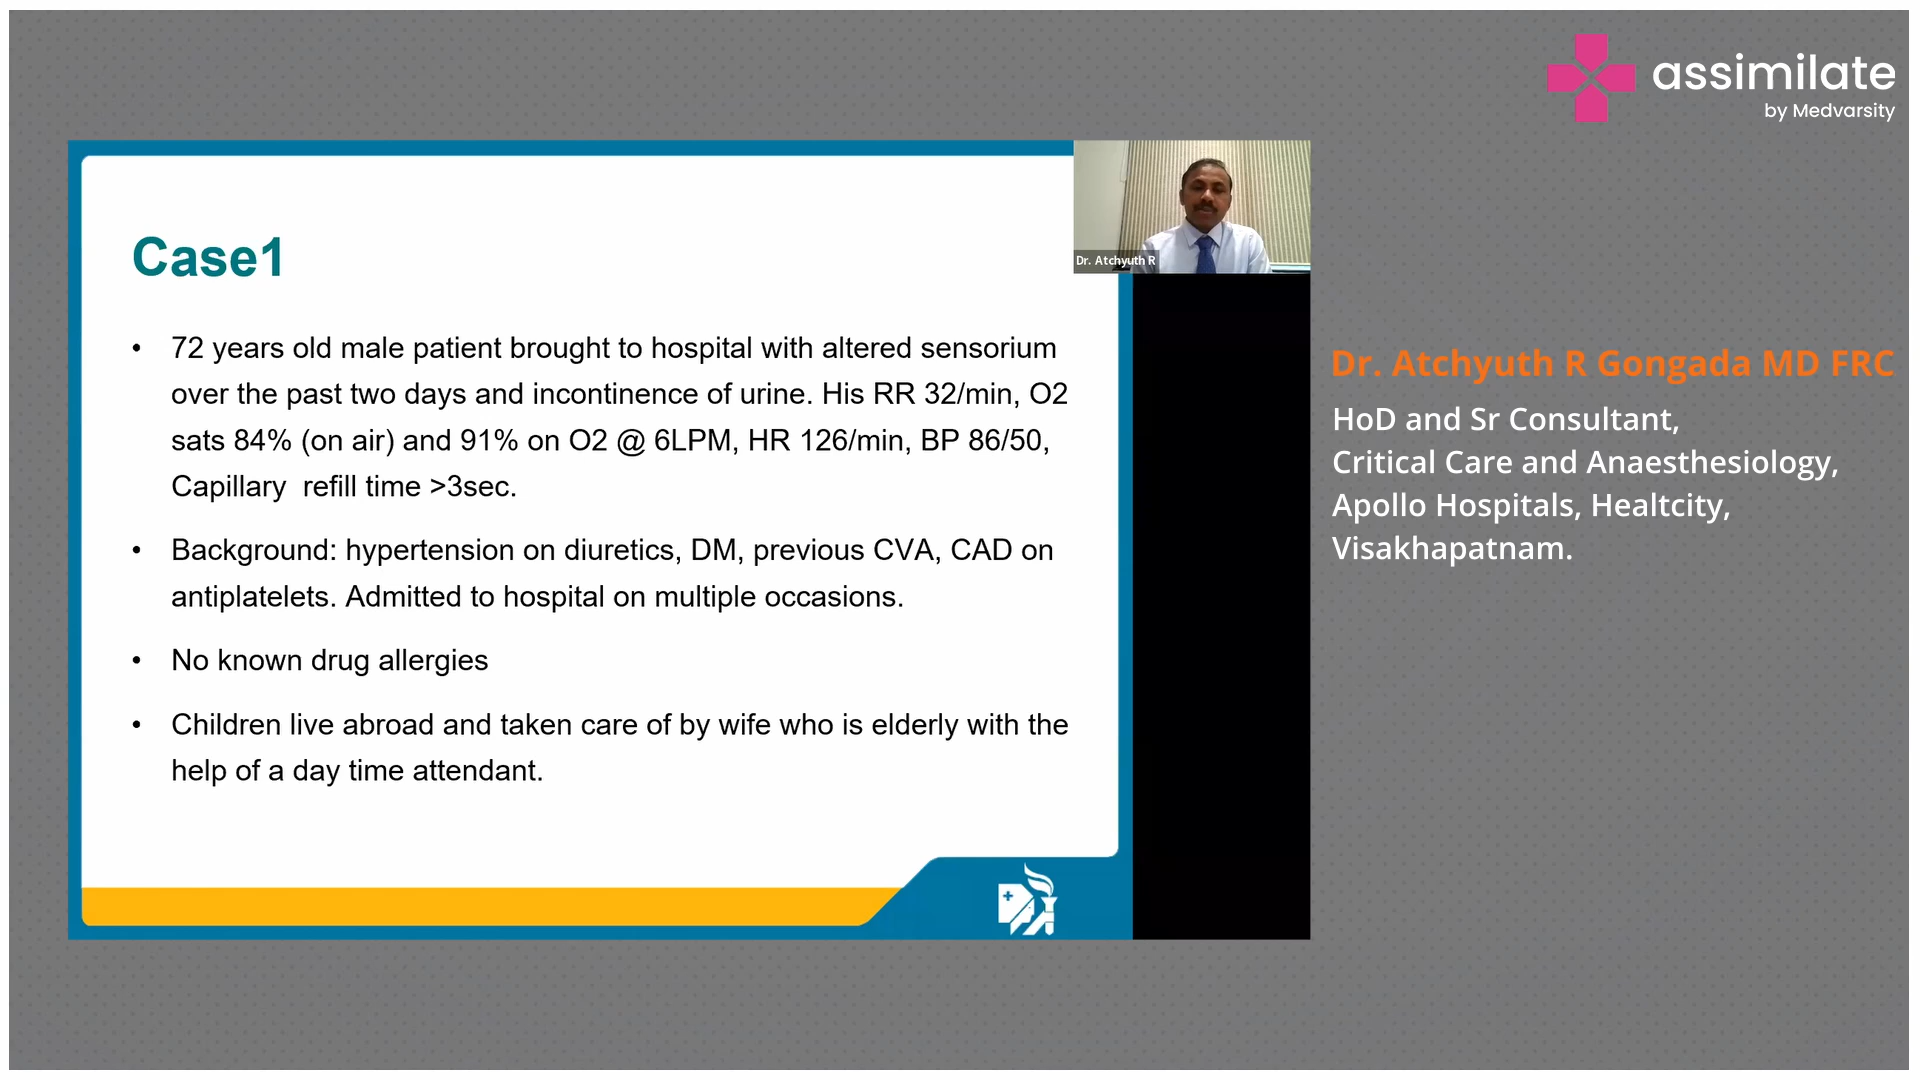 assimilate
by Medvarsity
Case1
• 72 years old male patient brought to hospital with altered sensorium
over the past two days and incontinence of urine. His RR 32/min, O2
sats 84% (on air) and 91% on O2 @ 6LPM, HR 126/min, BP 86/50,
Capillary  refill time >3sec.
• Background: hypertension on diuretics, DM, previous CVA, CAD on
antiplatelets. Admitted to hospital on multiple occasions.
• No known drug allergies
• Children live abroad and taken care of by wife who is elderly with the
help of a day time attendant.
Dr. Atchyuth R
Dr. Atchyuth R Gongada MD FRC
HoD and Sr Consultant,
Critical Care and Anaesthesiology,
Apollo Hospitals, Healtcity,
Visakhapatnam.